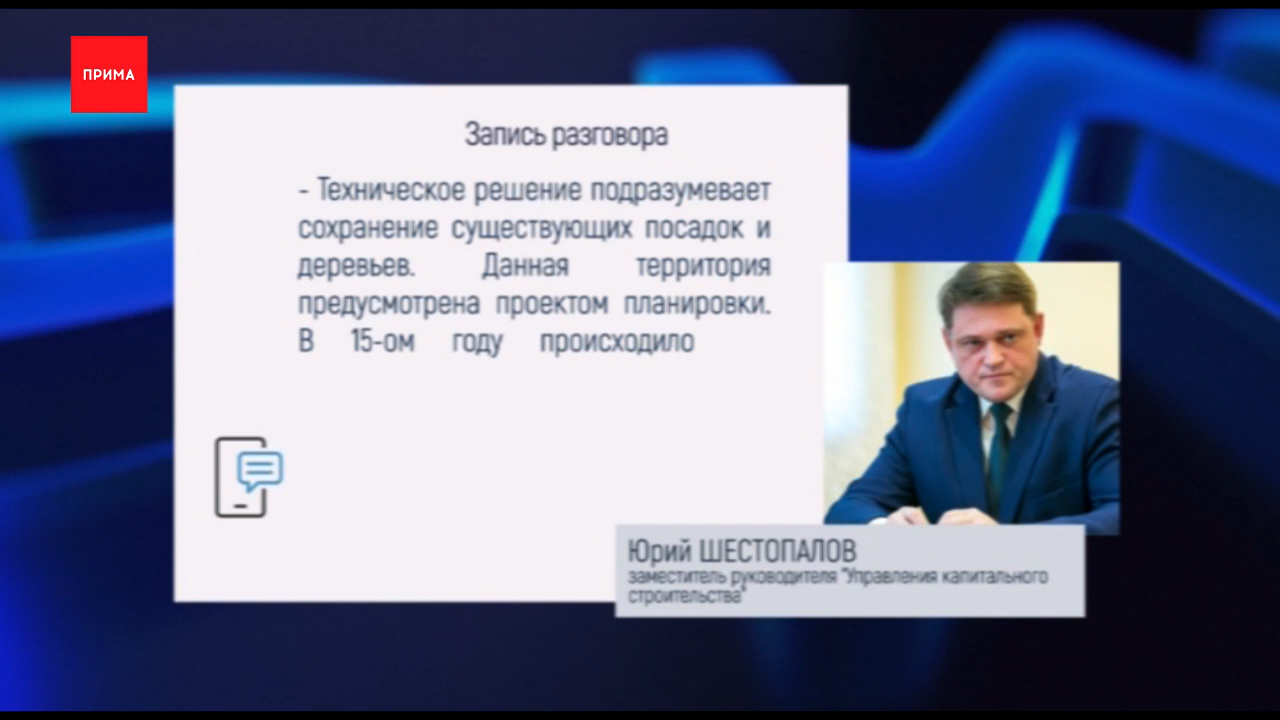 ПРИМА
Запись разговора
- Техническое решение подразумевает
сохранение существующих посадок и
деревьев. Данная территория
предусмотрена проектом планировки.
В 15-ом году происходило
Юрий ШЕСТОПАЛОВ
заместитель руководителя "Управления капитального
строительства"